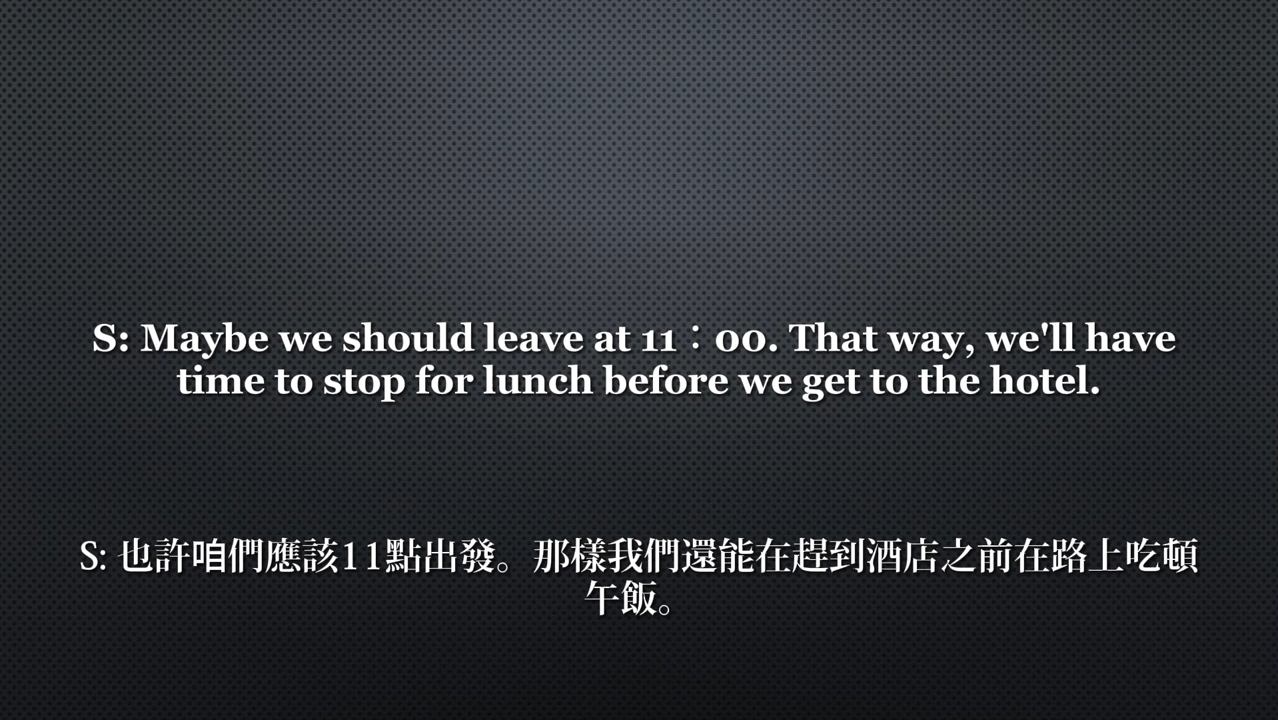 S: Maybe we should leave at 11：00. That way, we'll have
time to stop for lunch before we get to the hotel.
S: 也許咱們應該11點出發。那樣我們還能在趕到酒店之前在路上吃頓
午飯。